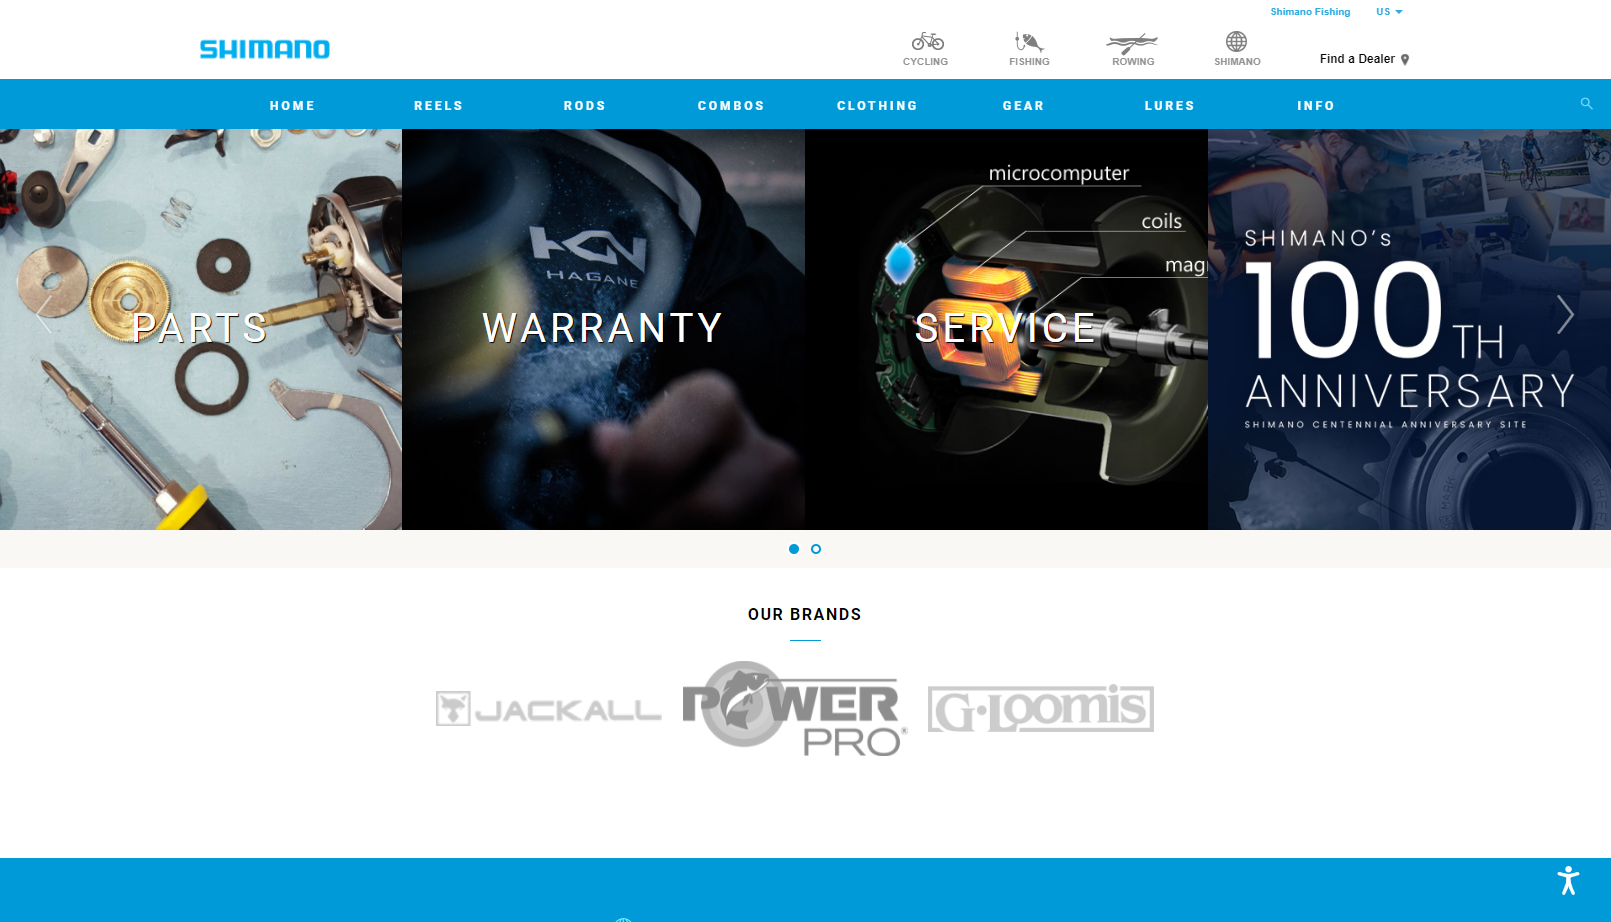 Shimano Fishing
US
SHIMANO
CYCLING
FISHING
ROWING
SHIMANO
Find a Dealer
HOME
REELS
RODS
COMBOS
CLOTHING
GEAR
LURES
INFO
PARTS
HAGANE
WARRANTY
microcomputer
coils
mag
SERVICE
SHIMANO's
100TH
ANNIVERSARY
SHIMANO CENTENNIAL ANNIVERSARY SITE
OUR BRANDS
JACKALL
POWER
PRO®
G·Loomis